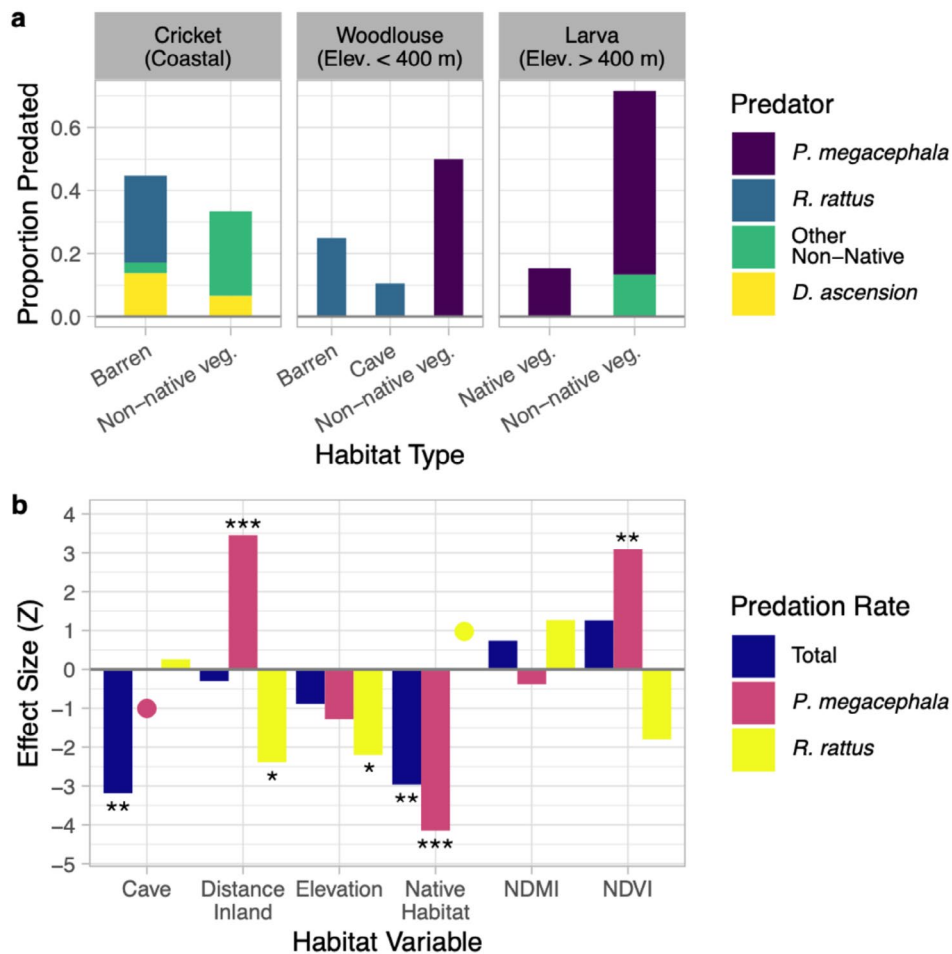 a
Cricket
(Coastal)
Woodlouse
(Elev. < 400 m)
Larva
(Elev. > 400 m)
Proportion Predated
0.6
0.4
0.2
0.0
Barren
Non−native veg.
Barren
Cave
Non−native veg.
Native veg.
Non−native veg.
Habitat Type
Predator
P. megacephala
R. rattus
Other
Non−Native
D. ascension
b
Effect Size (Z)
4
3
2
1
0
−1
−2
−3
−4
−5
**
***
*
*
**
***
**
Cave
Distance
Inland
Elevation
Native
Habitat
NDMI
NDVI
Habitat Variable
Predation Rate
Total
P. megacephala
R. rattus